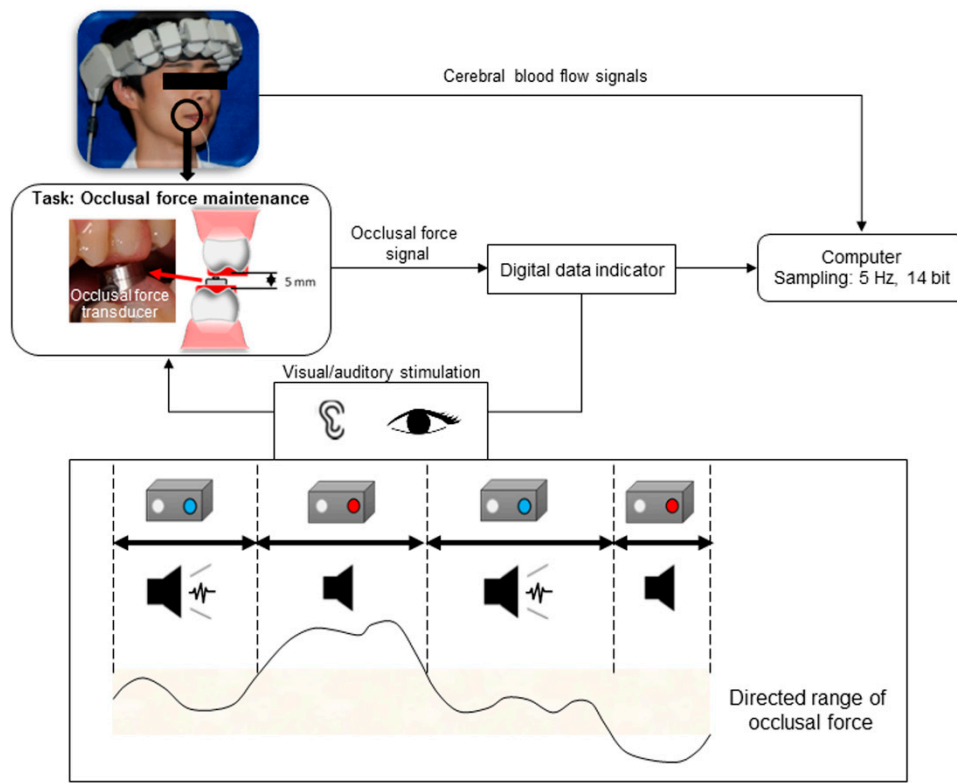 Cerebral blood flow signals
Task: Occlusal force maintenance
Occlusal force
transducer
5 mm
Occlusal force
signal
Digital data indicator
Computer
Sampling: 5 Hz, 14 bit
Visual/auditory stimulation
Directed range of
occlusal force